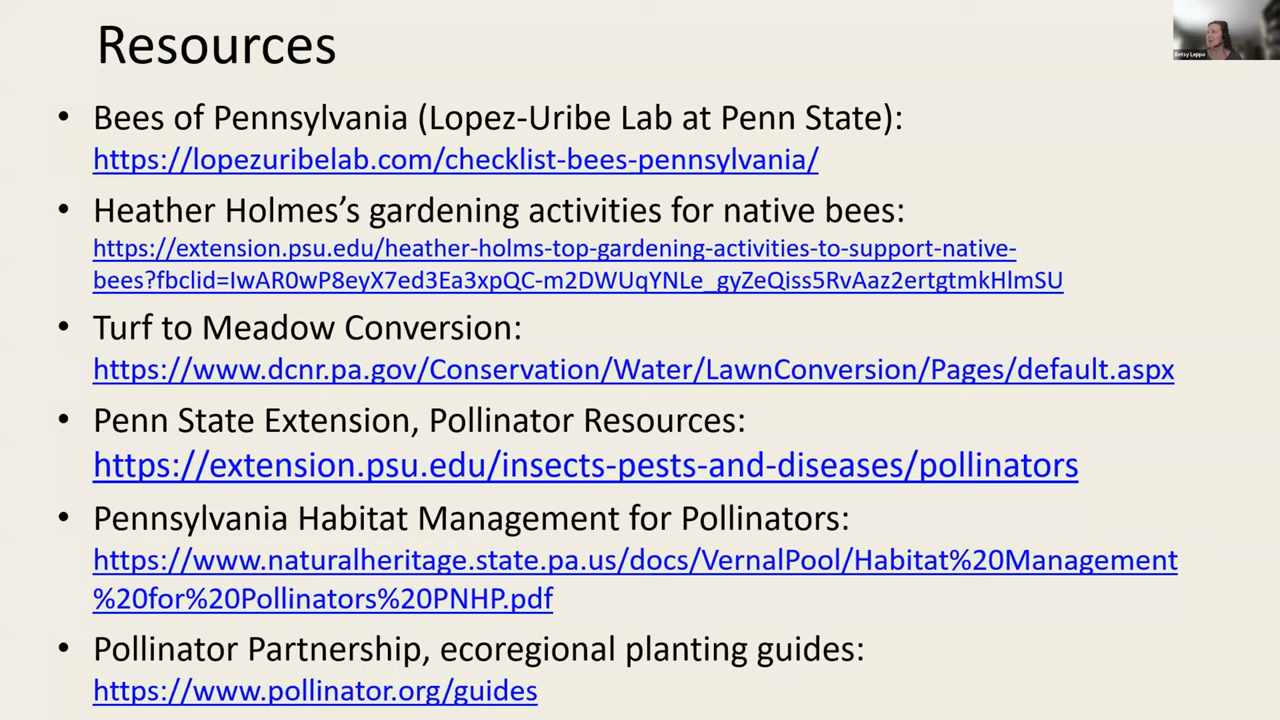 Resources
Betsy Leppo
• Bees of Pennsylvania (Lopez-Uribe Lab at Penn State):
https://lopezuribelab.com/checklist-bees-pennsylvania/
• Heather Holmes’s gardening activities for native bees:
https://extension.psu.edu/heather-holms-top-gardening-activities-to-support-native-
bees?fbclid=IwAR0wP8eyX7ed3Ea3xpQC-m2DWUqYNLe_gyZeQiss5RvAaz2ertgtmkHlmSU
• Turf to Meadow Conversion:
https://www.dcnr.pa.gov/Conservation/Water/LawnConversion/Pages/default.aspx
• Penn State Extension, Pollinator Resources:
https://extension.psu.edu/insects-pests-and-diseases/pollinators
• Pennsylvania Habitat Management for Pollinators:
https://www.naturalheritage.state.pa.us/docs/VernalPool/Habitat%20Management
%20for%20Pollinators%20PNHP.pdf
• Pollinator Partnership, ecoregional planting guides:
https://www.pollinator.org/guides